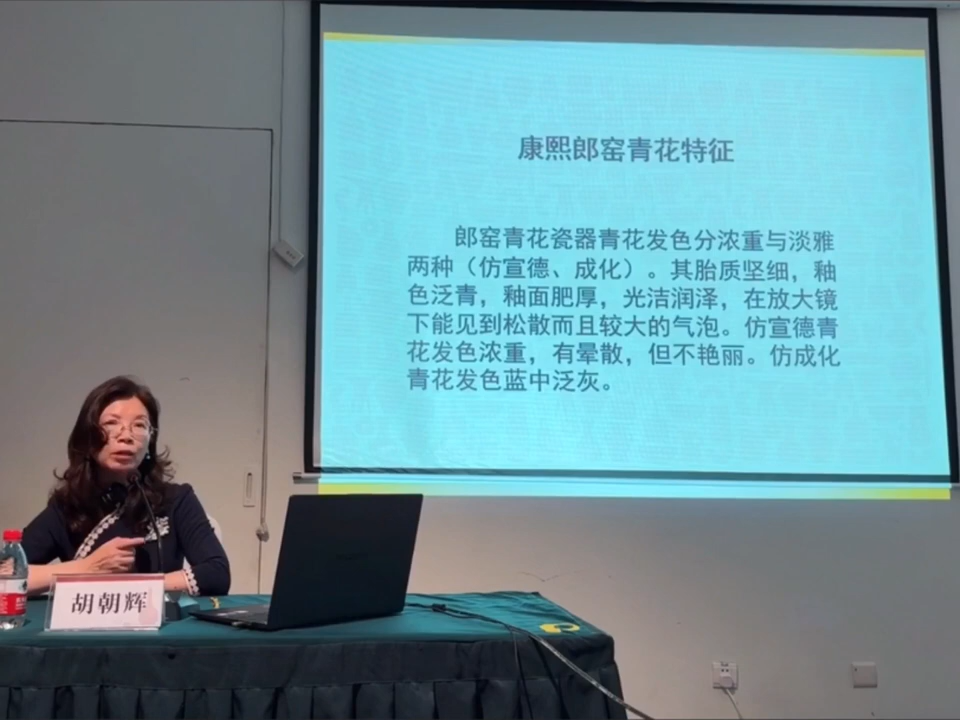 康熙郎窑青花特征
郎窑青花瓷器青花发色分浓重与淡雅
两种（仿宣德、成化）。其胎质坚细，釉
色泛青，釉面肥厚，光洁润泽，在放大镜
下能见到松散而且较大的气泡。仿宣德青
花发色浓重，有晕散，但不艳丽。仿成化
青花发色蓝中泛灰。
胡朝辉